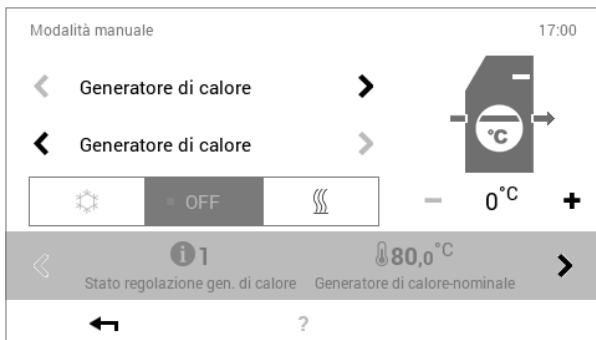 Modalità manuale 17:00
Generatore di calore
°C
Generatore di calore
OFF 0°C
1 80,0°C
Stato regolazione gen. di calore Generatore di calore-nominale
?